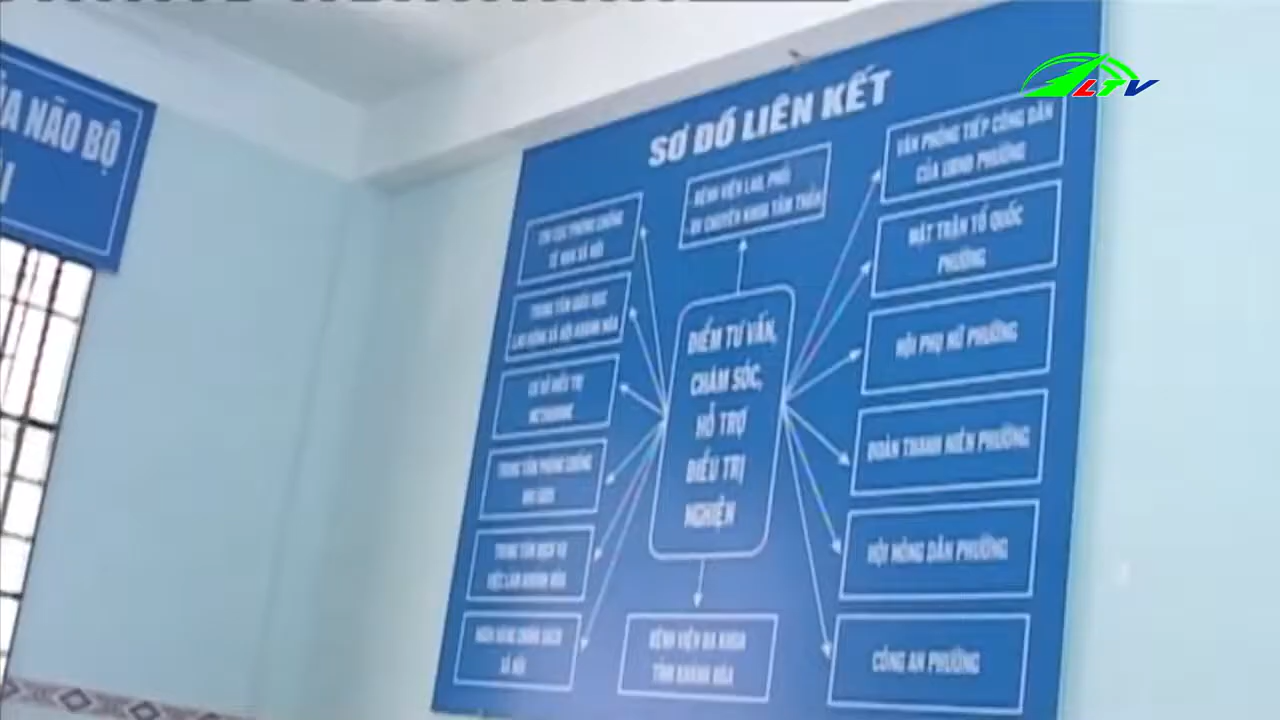 A NÃO BỘ
LTV
SƠ ĐỒ LIÊN KẾT
BỆNH VIỆN LAO, PHỔI
BV CHUYÊN KHOA TÂM THẦN
CHI CỤC PHÒNG CHỐNG
TỆ NẠN XÃ HỘI
TRUNG TÂM GIÁO DỤC
LAO ĐỘNG XÃ HỘI KHÁNH HÒA
CƠ SỞ ĐIỀU TRỊ
METHADONE
TRUNG TÂM PHÒNG CHỐNG
TRUNG TÂM DỊCH VỤ
VIỆC LÀM KHÁNH HÒA
NGÂN HÀNG CHÍNH SÁCH
XÃ HỘI
ĐIỂM TƯ VẤN,
CHĂM SÓC,
HỖ TRỢ
ĐIỀU TRỊ
NGHIỆN
BỆNH VIỆN ĐA KHOA
TỈNH KHÁNH HÒA
VĂN PHÒNG TIẾP CÔNG DÂN
CỦA UBND PHƯỜNG
MẶT TRẬN TỔ QUỐC
PHƯỜNG
HỘI PHỤ NỮ PHƯỜNG
ĐOÀN THANH NIÊN PHƯỜNG
HỘI NÔNG DÂN PHƯỜNG
CÔNG AN PHƯỜNG